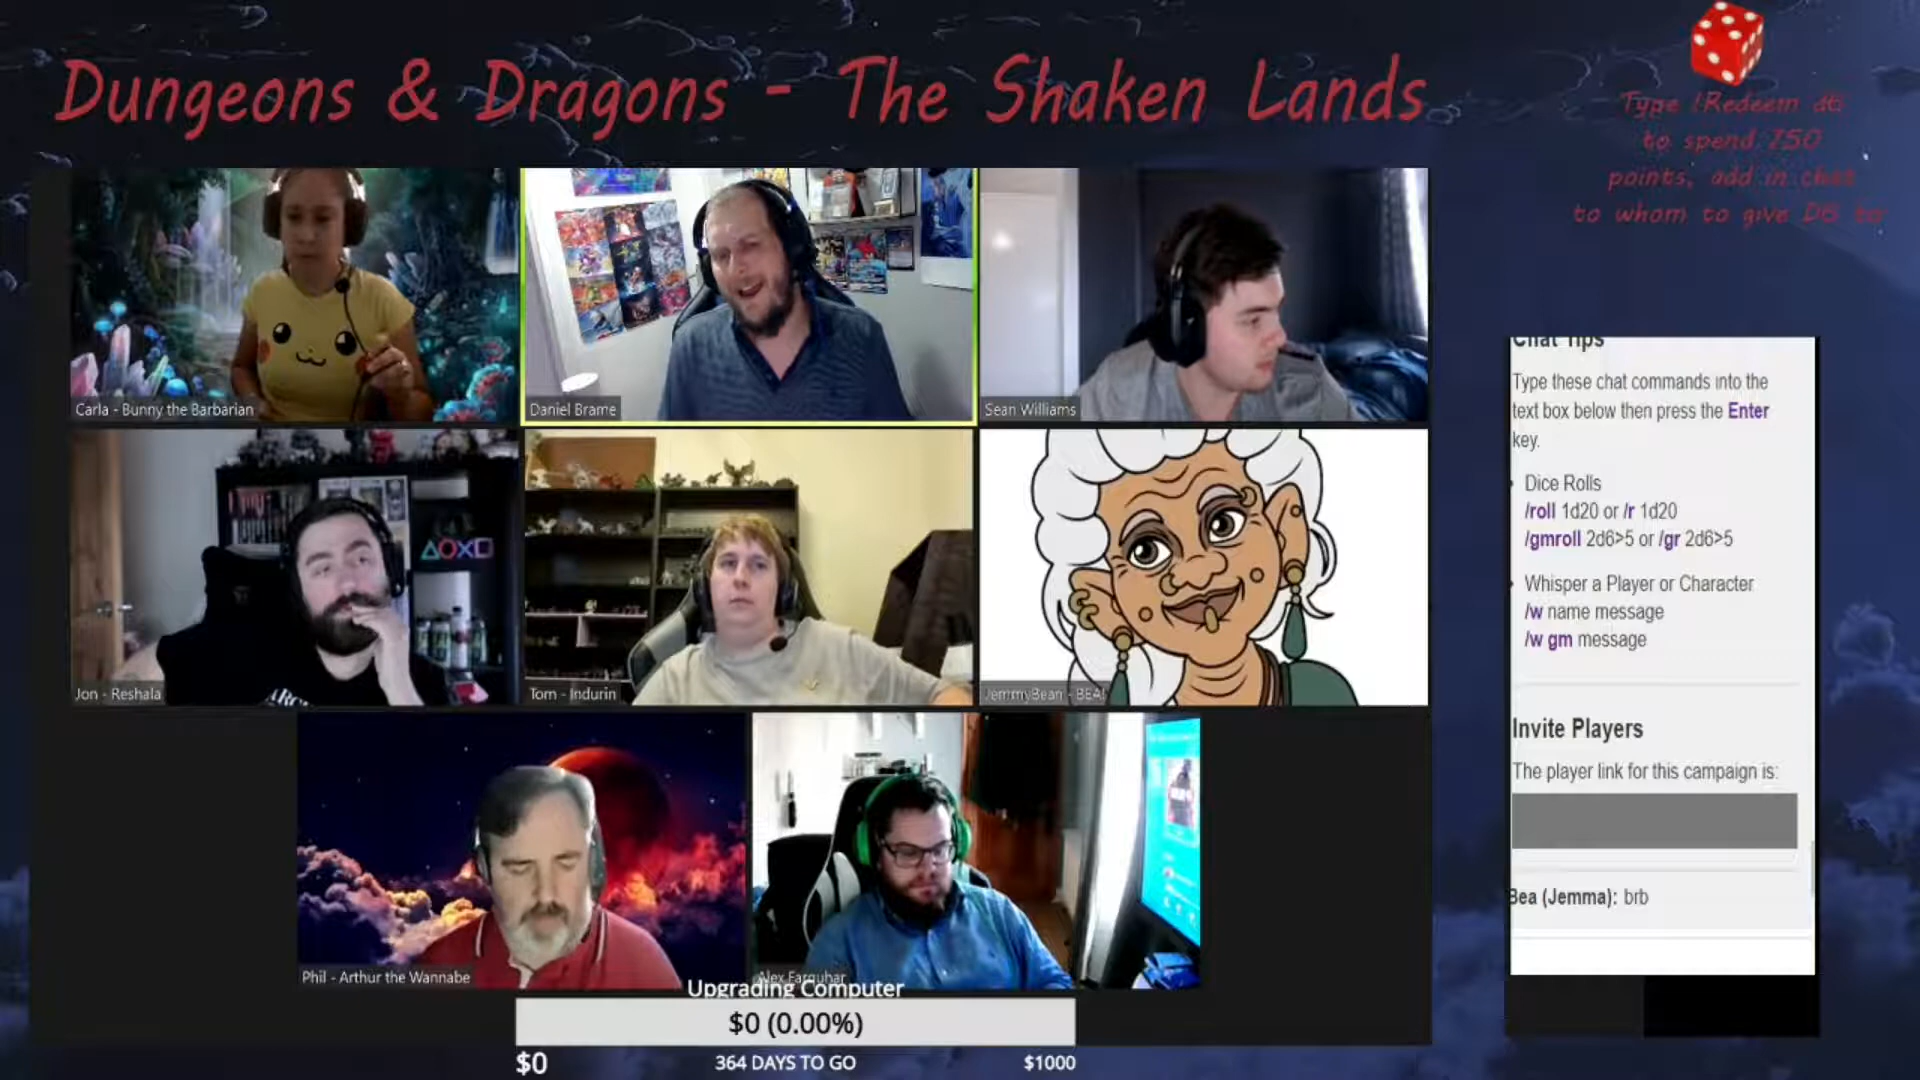 Dungeons & Dragons - The Shaken Lands
Type !Redeem d6
to spend 750
points, add in chat
to whom to give D6 to
Carla - Bunny the Barbarian
Daniel Brame
Sean Williams
Jon - Reshala
Tom - Indurin
JemmyBean - BEA!
Phil - Arthur the Wannabe
Alex Farquhar
Upgrading Computer
$0 (0.00%)
$0
364 DAYS TO GO
$1000
Chat Tips
Type these chat commands into the
text box below then press the Enter
key.
Dice Rolls
/roll 1d20 or /r 1d20
/gmroll 2d6>5 or /gr 2d6>5
Whisper a Player or Character
/w name message
/w gm message
Invite Players
The player link for this campaign is:
Bea (Jemma): brb